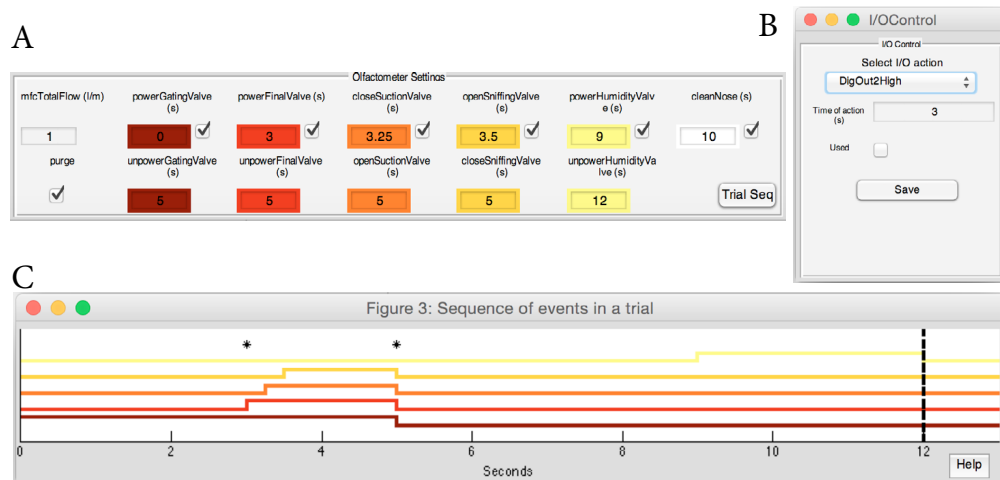 A
Olfactometer Settings
mfcTotalFlow (l/m)
1
purge
powerGatingValve
(s)
0
unpowerGatingValve
(s)
5
powerFinalValve (s)
3
unpowerFinalValve
(s)
5
closeSuctionValve
(s)
3.25
openSuctionValve
(s)
5
openSniffingValve
(s)
3.5
closeSniffingValve
(s)
5
powerHumidityValv
e (s)
9
unpowerHumidityVa
lve (s)
12
cleanNose (s)
10
Trial Seq
B
I/OControl
I/O Control
Select I/O action
DigOut2High
Time of action
(s)
3
Used
Save
C
Figure 3: Sequence of events in a trial
* *
0 2 4 6 8 10 12
Seconds
Help